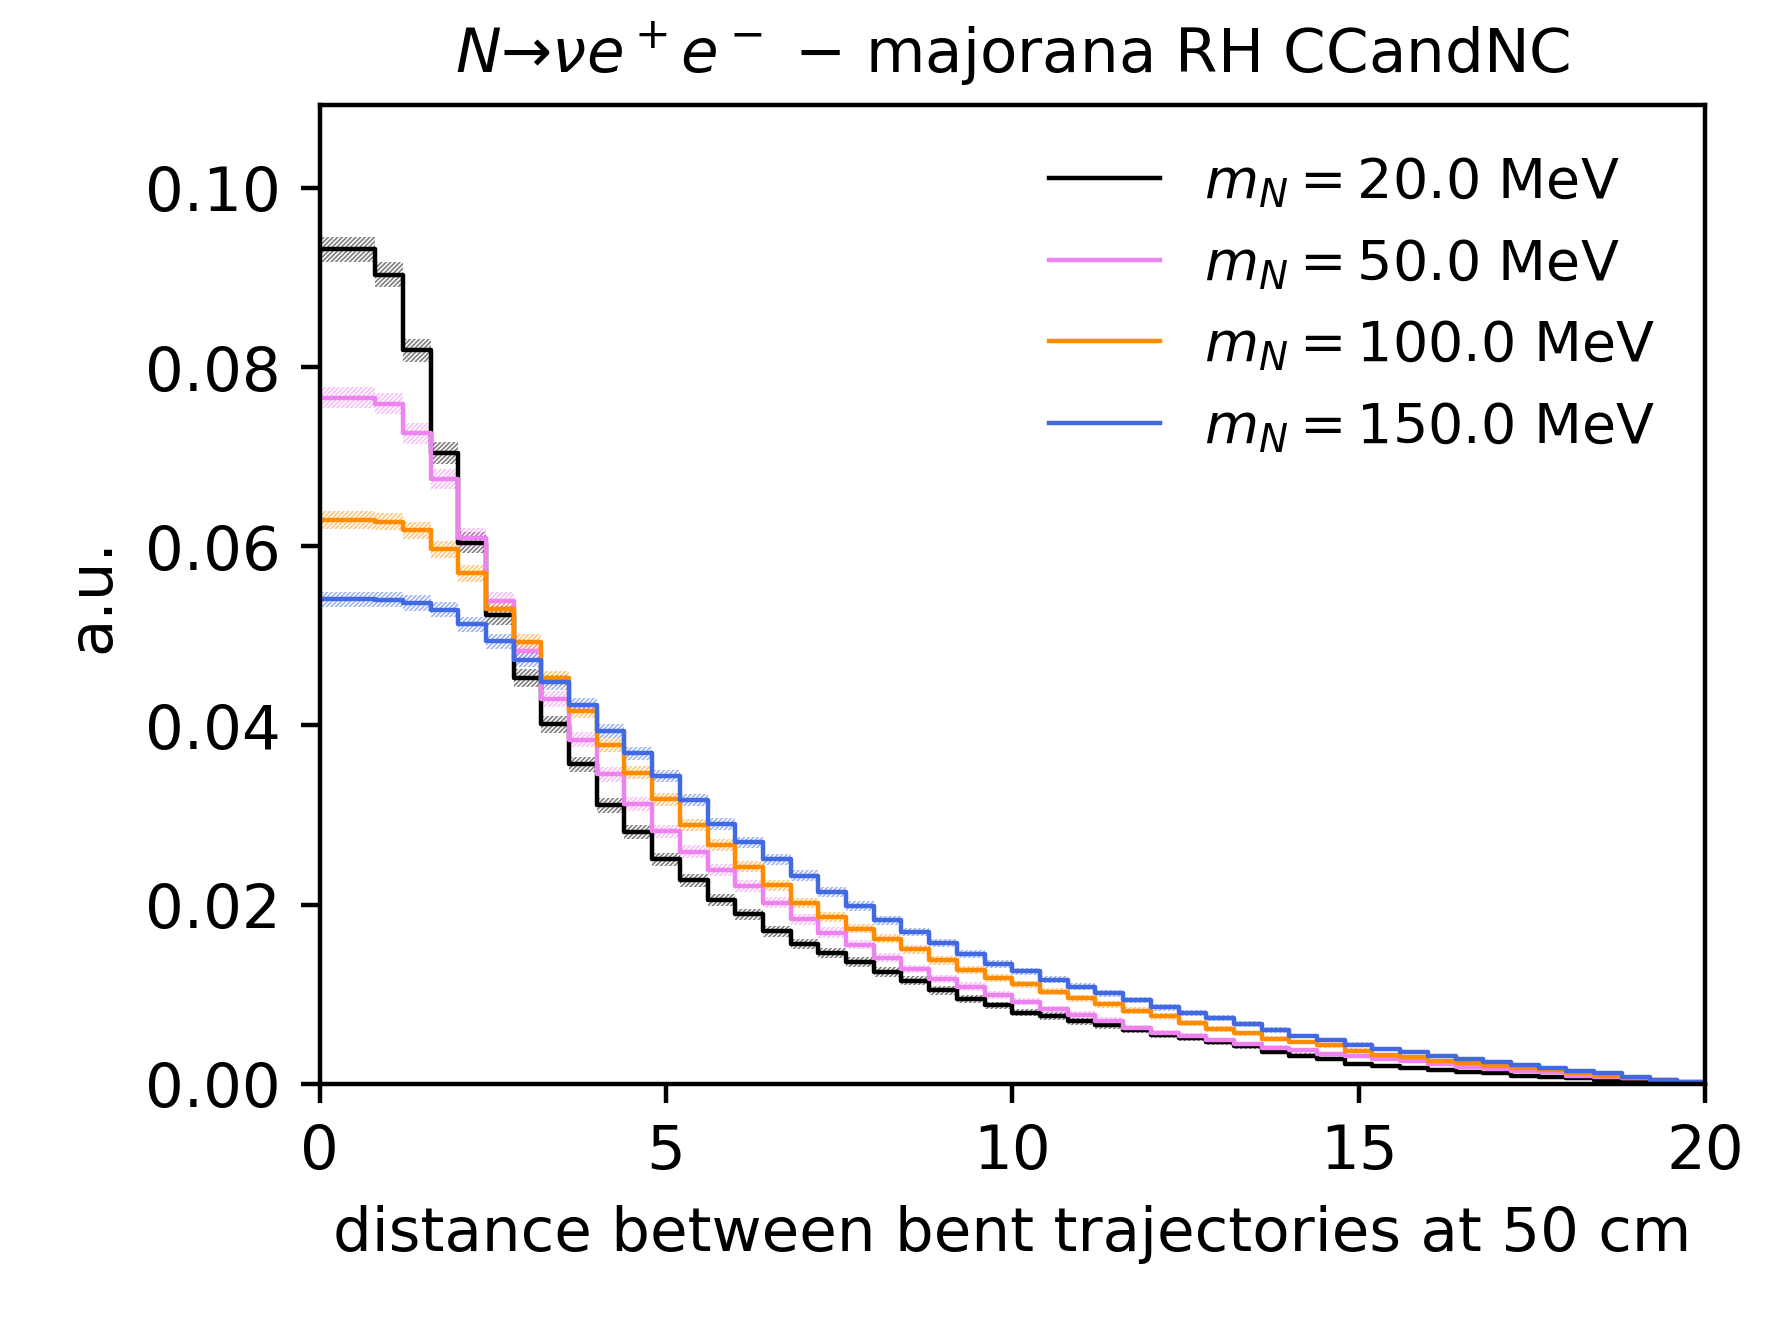 N→νe⁺e⁻ − majorana RH CCandNC
m_N = 20.0 MeV
m_N = 50.0 MeV
m_N = 100.0 MeV
m_N = 150.0 MeV
a.u.
0.10
0.08
0.06
0.04
0.02
0.00
0 5 10 15 20
distance between bent trajectories at 50 cm